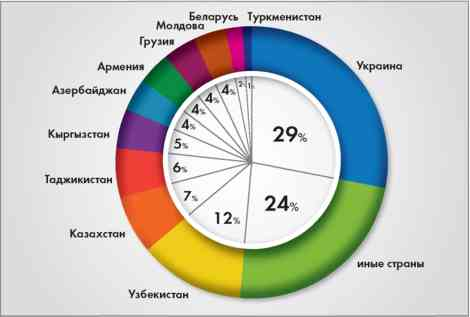 Беларусь
Туркменистан
Молдова
Грузия
Армения
Азербайджан
Кыргызстан
Таджикистан
Казахстан
Узбекистан
иные страны
Украина
29%
24%
12%
7%
6%
5%
4%
4%
4%
4%
2%
1%